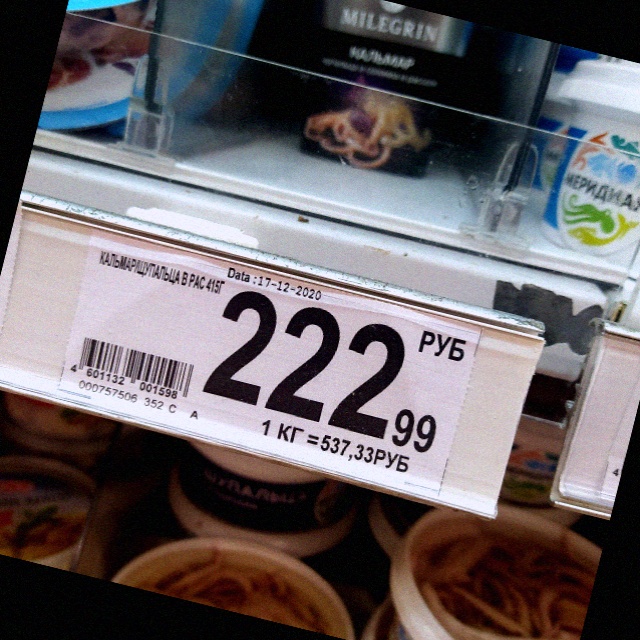 MILEGRIN
КАЛЬМАР
МЕРИДИАН
КАЛЬМАР ЩУПАЛЬЦА В РАС 415Г
Data :17-12-2020
222 99 РУБ
4 601132 001598
000757506 352 С А
1 КГ =537,33РУБ